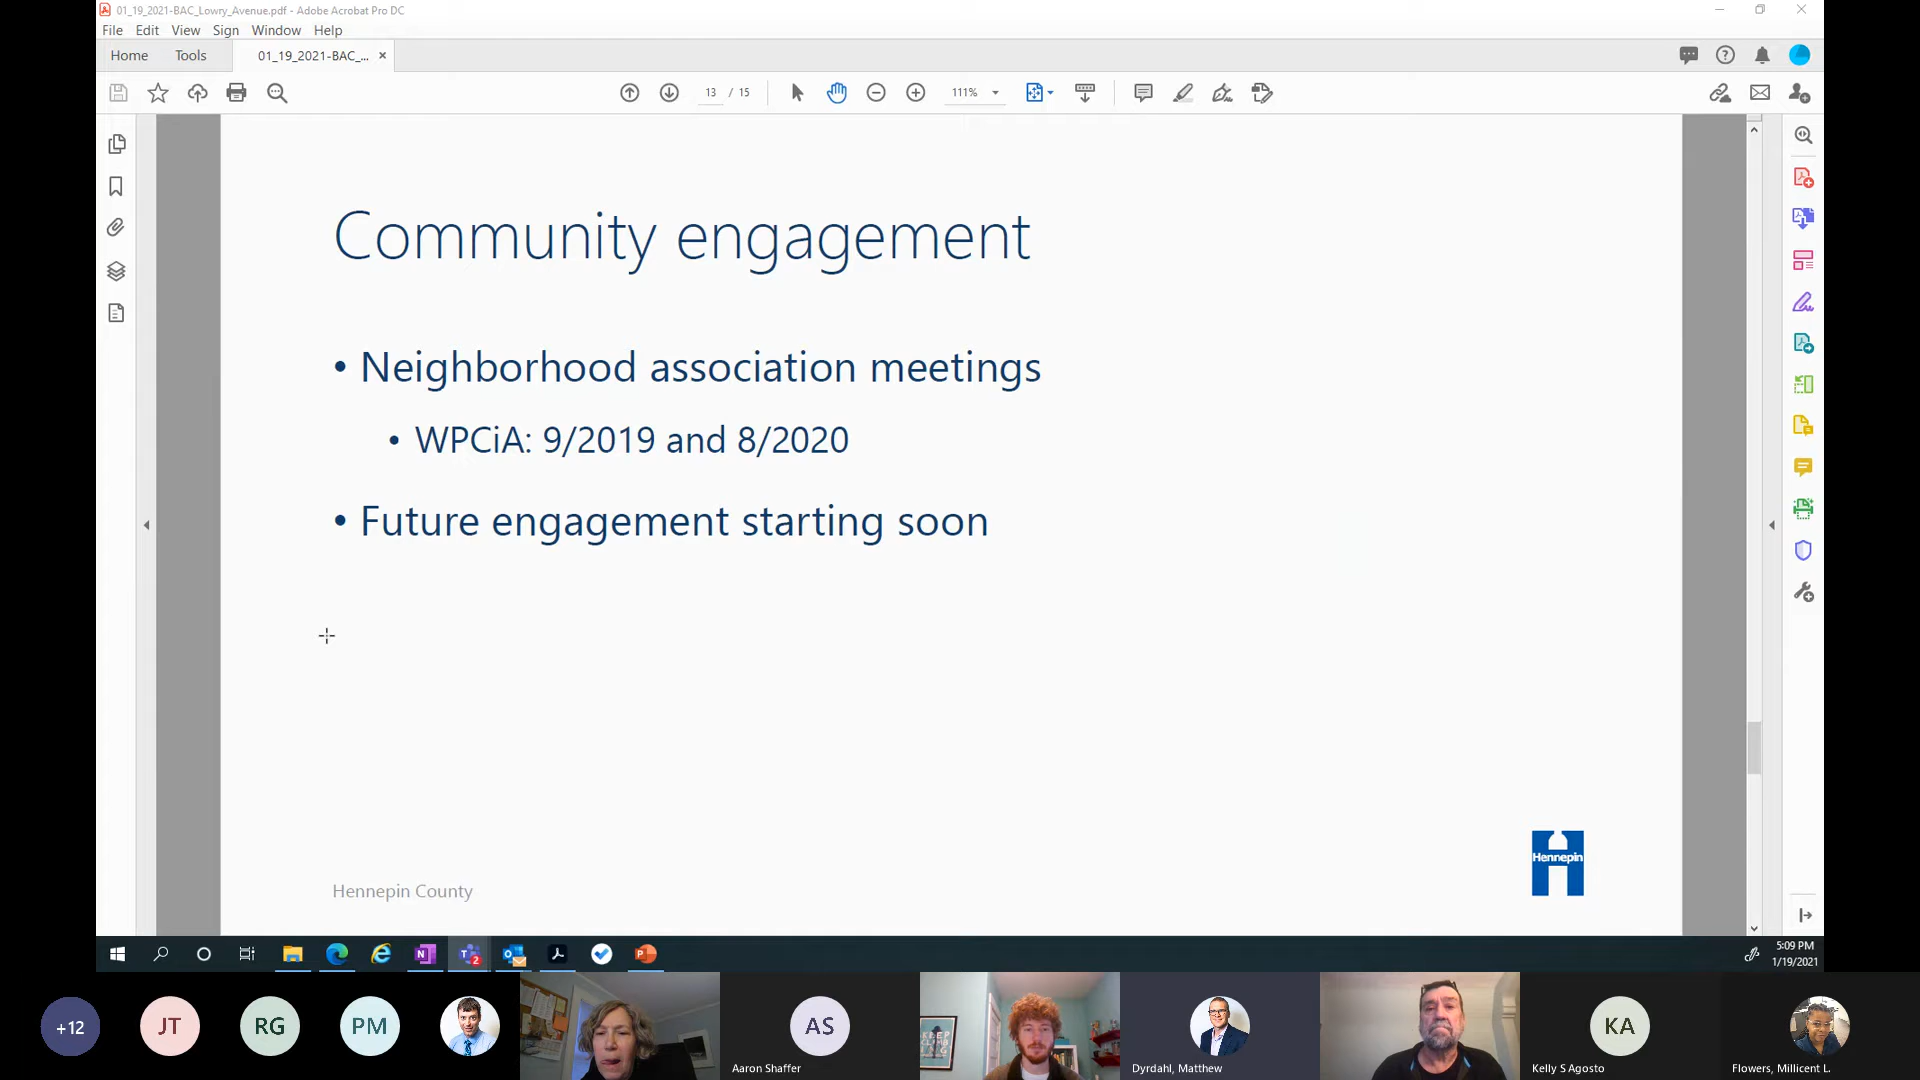 01_19_2021-BAC_Lowry_Avenue.pdf - Adobe Acrobat Pro DC
File Edit View Sign Window Help
Home Tools 01_19_2021-BAC_...
13 / 15 111%
Community engagement
• Neighborhood association meetings
• WPCiA: 9/2019 and 8/2020
• Future engagement starting soon
Hennepin
Hennepin County
5:09 PM
1/19/2021
+12 JT RG PM AS KA
Aaron Shaffer Dyrdahl, Matthew Kelly S Agosto Flowers, Millicent L.